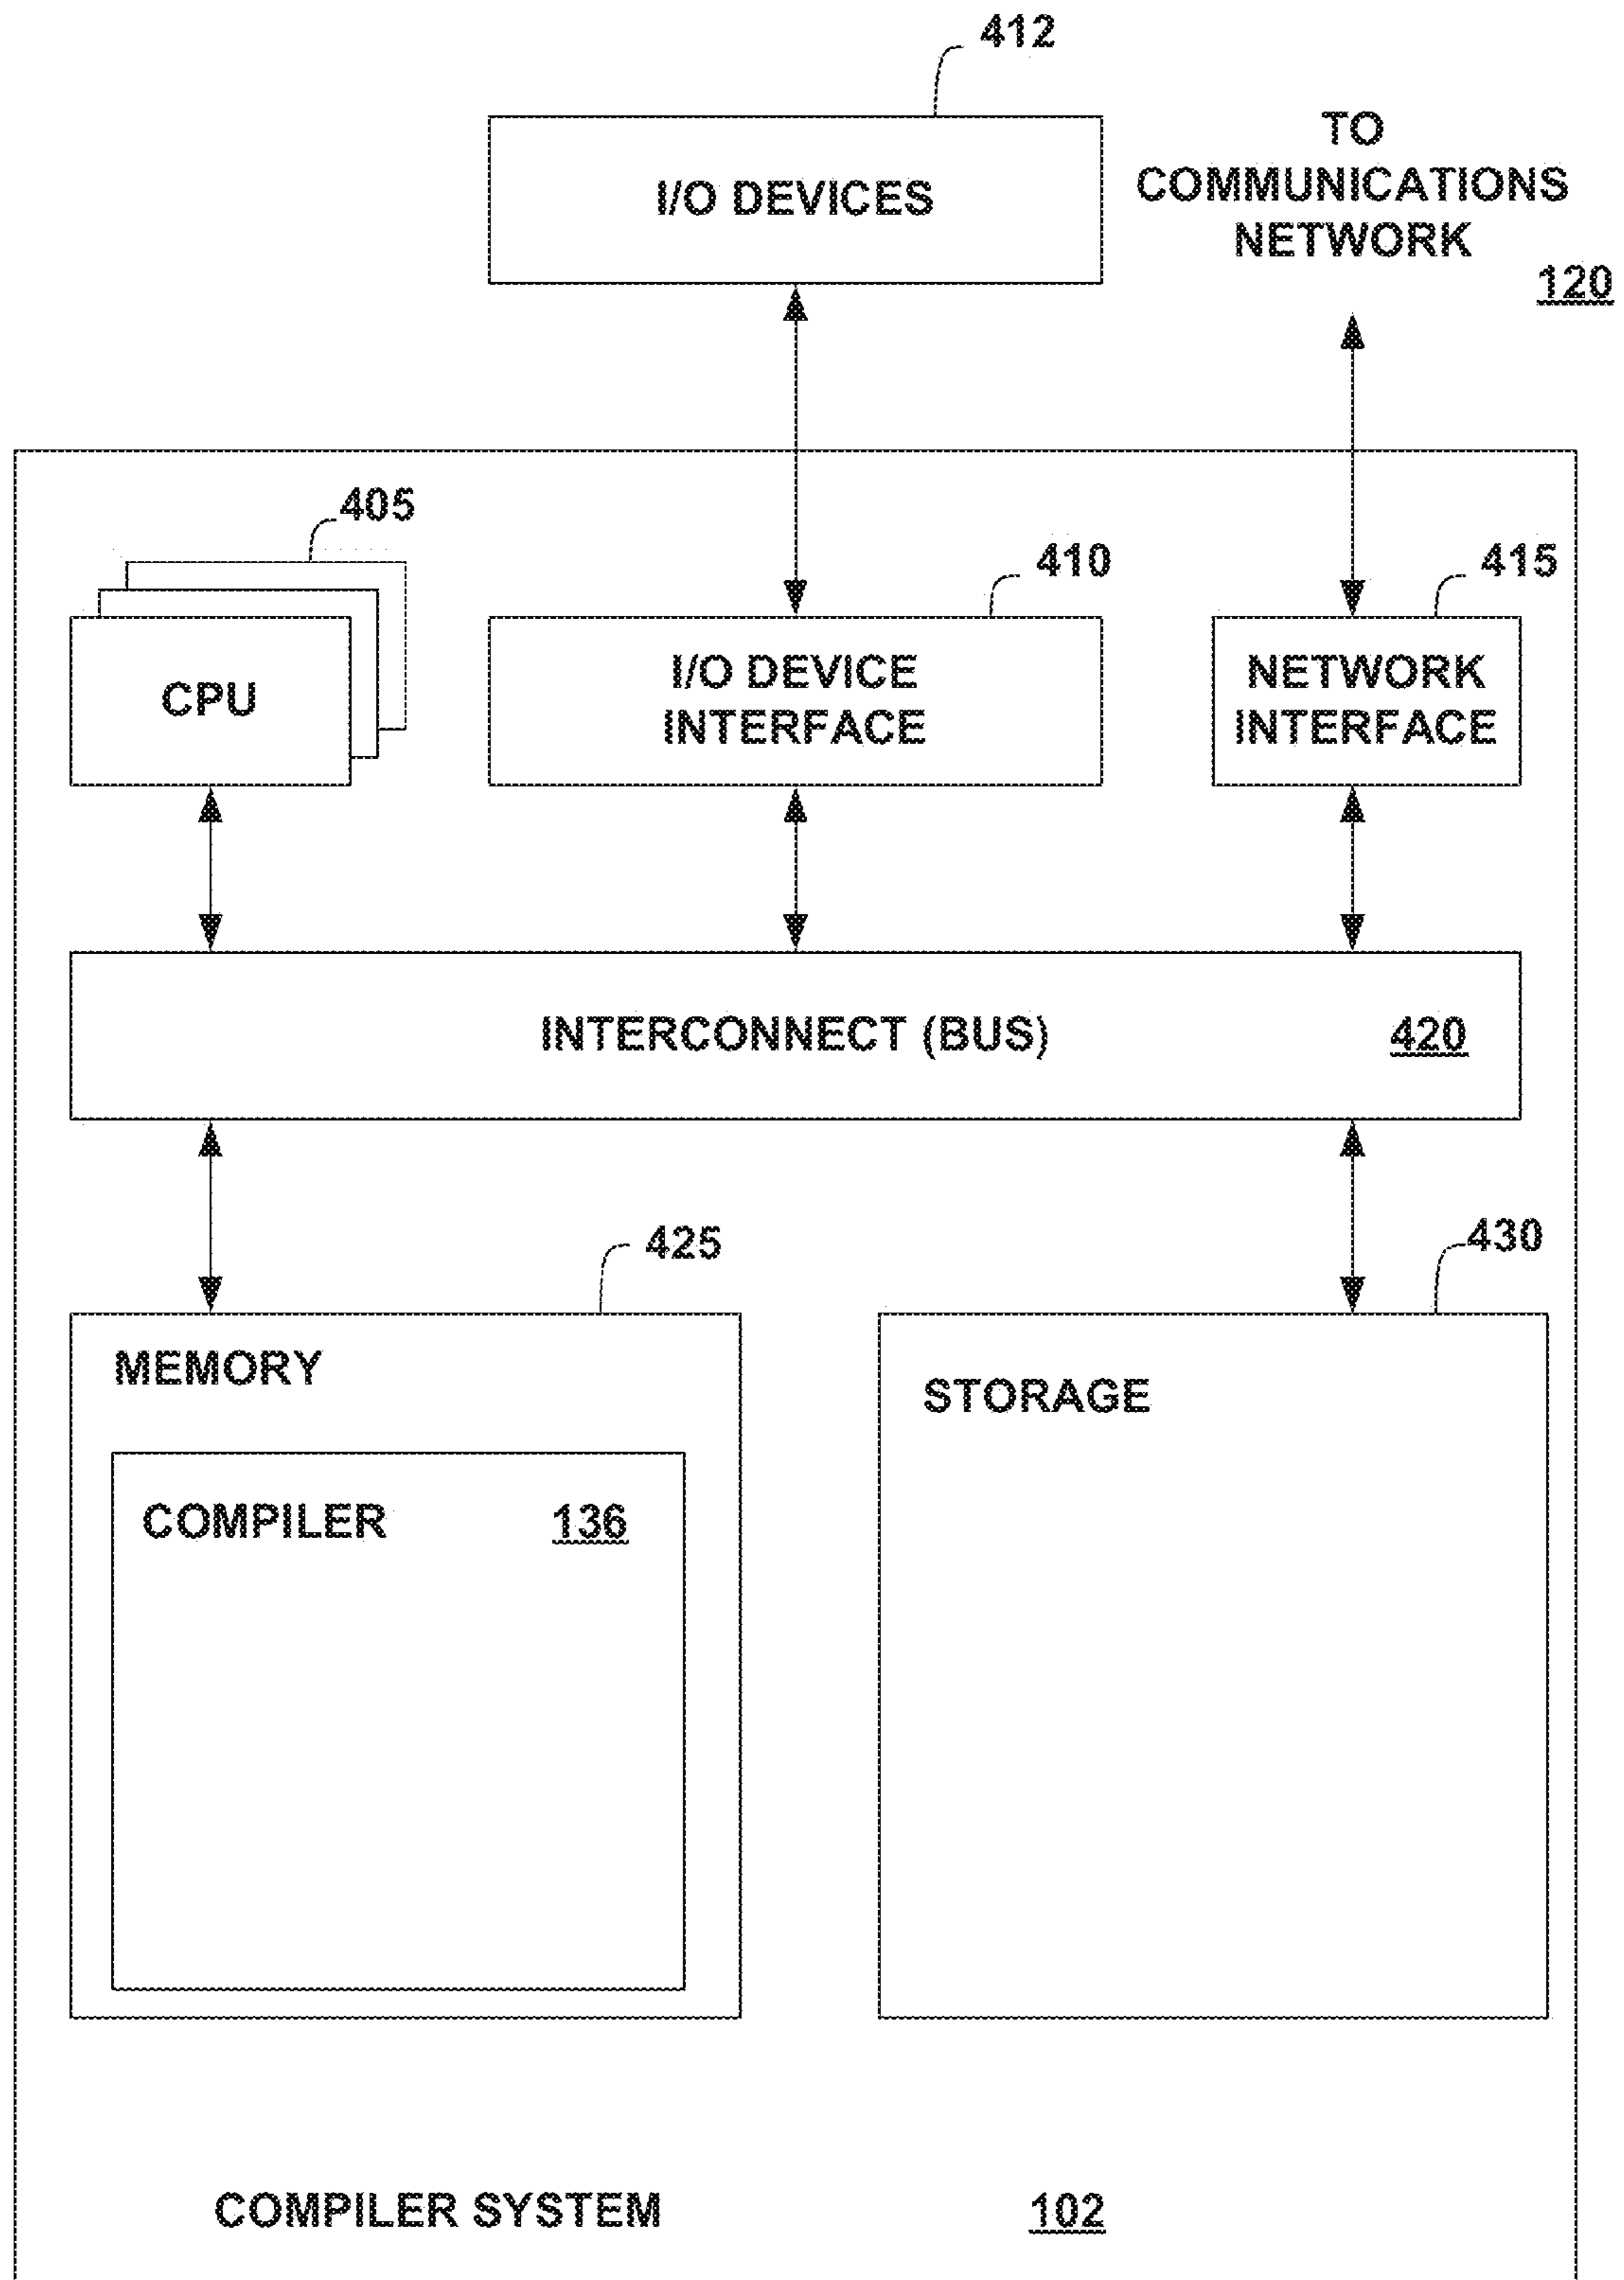 412
I/O DEVICES
TO
COMMUNICATIONS
NETWORK
120
405
410
415
CPU
I/O DEVICE
INTERFACE
NETWORK
INTERFACE
INTERCONNECT (BUS)
420
425
430
MEMORY
STORAGE
COMPILER
136
COMPILER SYSTEM
102